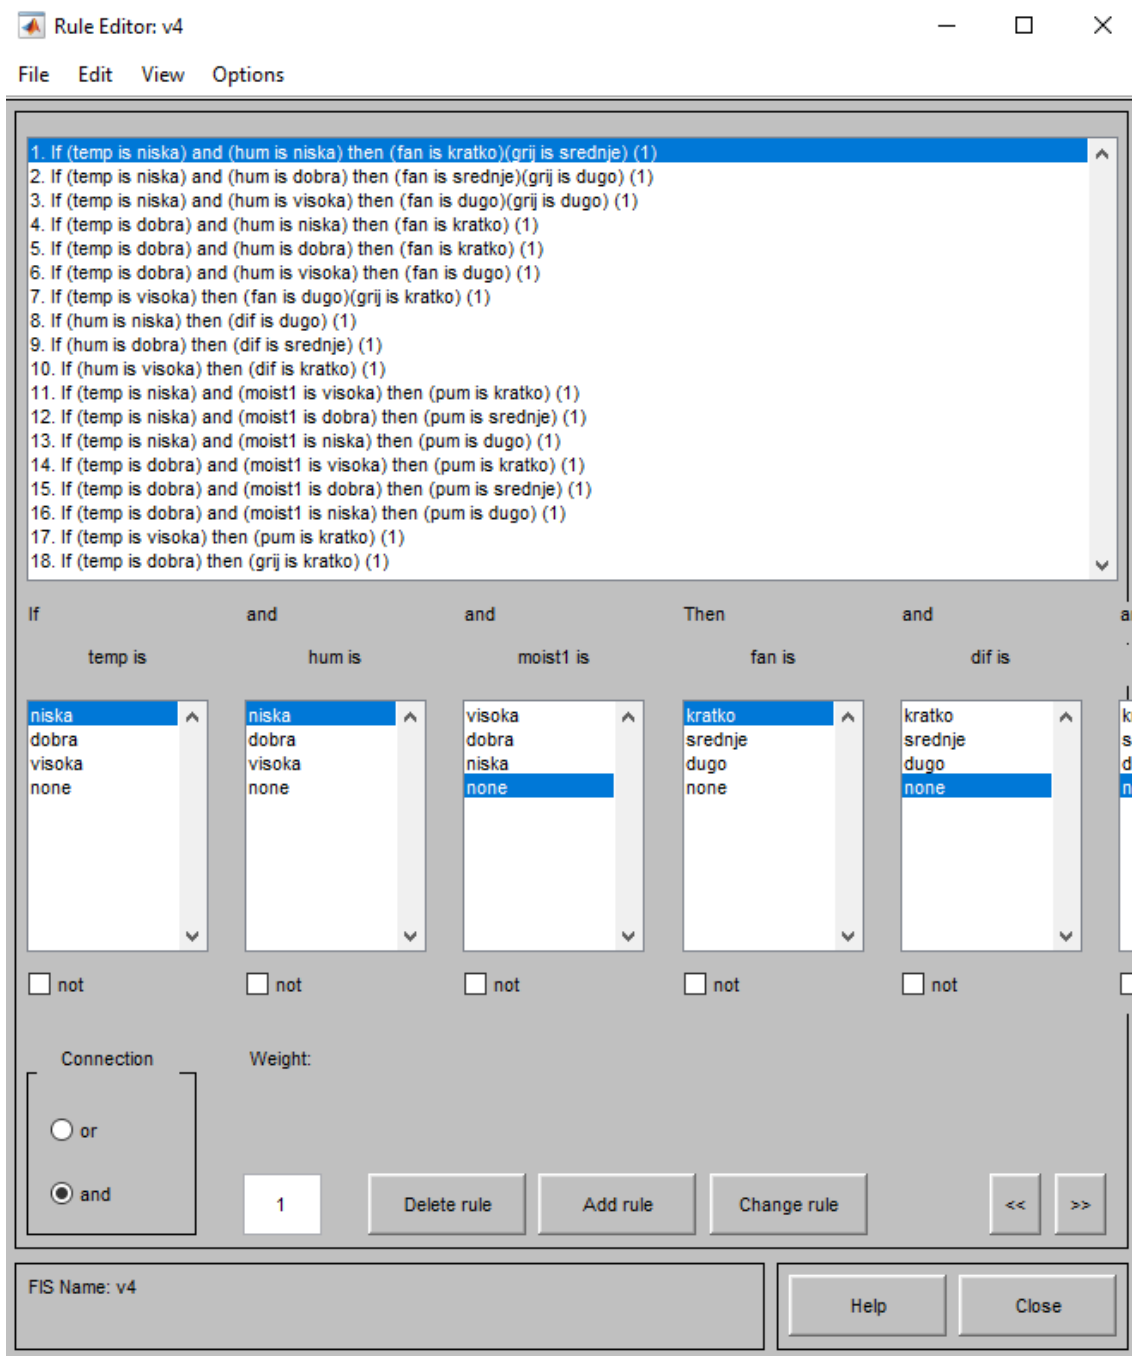 Rule Editor: v4
File Edit View Options
1. If (temp is niska) and (hum is niska) then (fan is kratko)(grij is srednje) (1)
2. If (temp is niska) and (hum is dobra) then (fan is srednje)(grij is dugo) (1)
3. If (temp is niska) and (hum is visoka) then (fan is dugo)(grij is dugo) (1)
4. If (temp is dobra) and (hum is niska) then (fan is kratko) (1)
5. If (temp is dobra) and (hum is dobra) then (fan is kratko) (1)
6. If (temp is dobra) and (hum is visoka) then (fan is dugo) (1)
7. If (temp is visoka) then (fan is dugo)(grij is kratko) (1)
8. If (hum is niska) then (dif is dugo) (1)
9. If (hum is dobra) then (dif is srednje) (1)
10. If (hum is visoka) then (dif is kratko) (1)
11. If (temp is niska) and (moist1 is visoka) then (pum is kratko) (1)
12. If (temp is niska) and (moist1 is dobra) then (pum is srednje) (1)
13. If (temp is niska) and (moist1 is niska) then (pum is dugo) (1)
14. If (temp is dobra) and (moist1 is visoka) then (pum is kratko) (1)
15. If (temp is dobra) and (moist1 is dobra) then (pum is srednje) (1)
16. If (temp is dobra) and (moist1 is niska) then (pum is dugo) (1)
17. If (temp is visoka) then (pum is kratko) (1)
18. If (temp is dobra) then (grij is kratko) (1)
If and and Then and
temp is hum is moist1 is fan is dif is
niska niska visoka kratko kratko
dobra dobra dobra srednje srednje
visoka visoka niska dugo dugo
none none none none none
not not not not not
Connection Weight:
or
and 1 Delete rule Add rule Change rule << >>
FIS Name: v4
Help Close